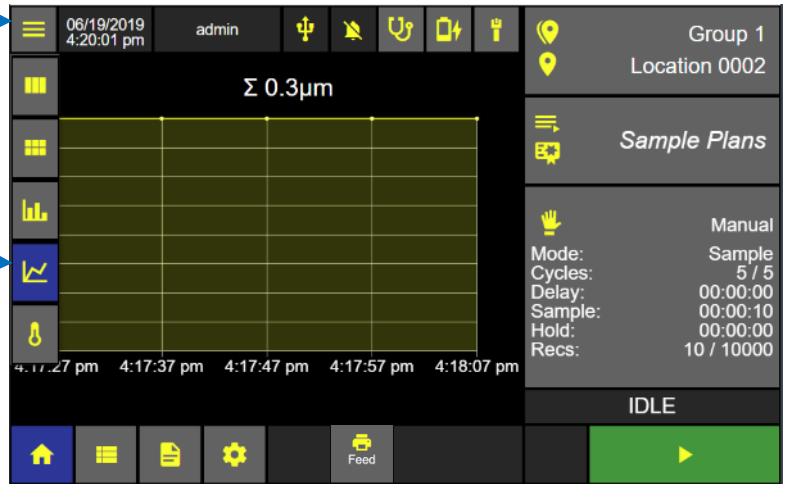 06/19/2019
4:20:01 pm
admin
Group 1
Location 0002
Σ 0.3μm
Sample Plans
Manual
Mode: Sample
Cycles: 5 / 5
Delay: 00:00:00
Sample: 00:00:10
Hold: 00:00:00
Recs: 10 / 10000
4:17:27 pm 4:17:37 pm 4:17:47 pm 4:17:57 pm 4:18:07 pm
IDLE
Feed